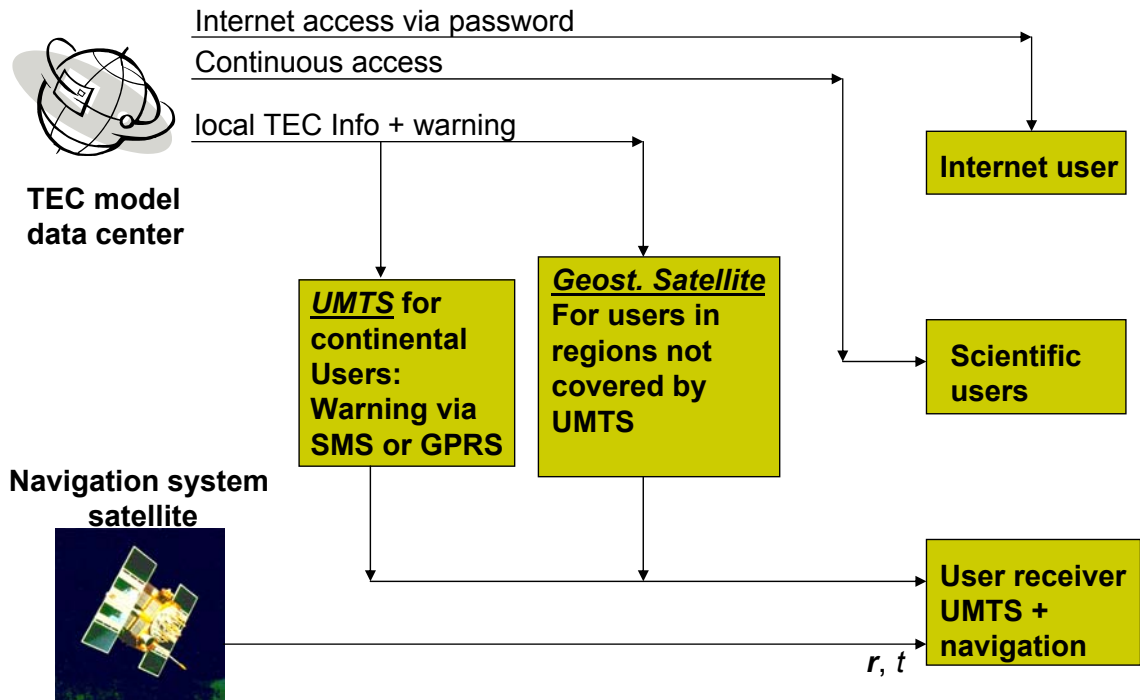 Internet access via password
Continuous access
local TEC Info + warning
TEC model
data center
Internet user
UMTS for
continental
Users:
Warning via
SMS or GPRS
Geost. Satellite
For users in
regions not
covered by
UMTS
Scientific
users
Navigation system
satellite
User receiver
UMTS +
navigation
r, t